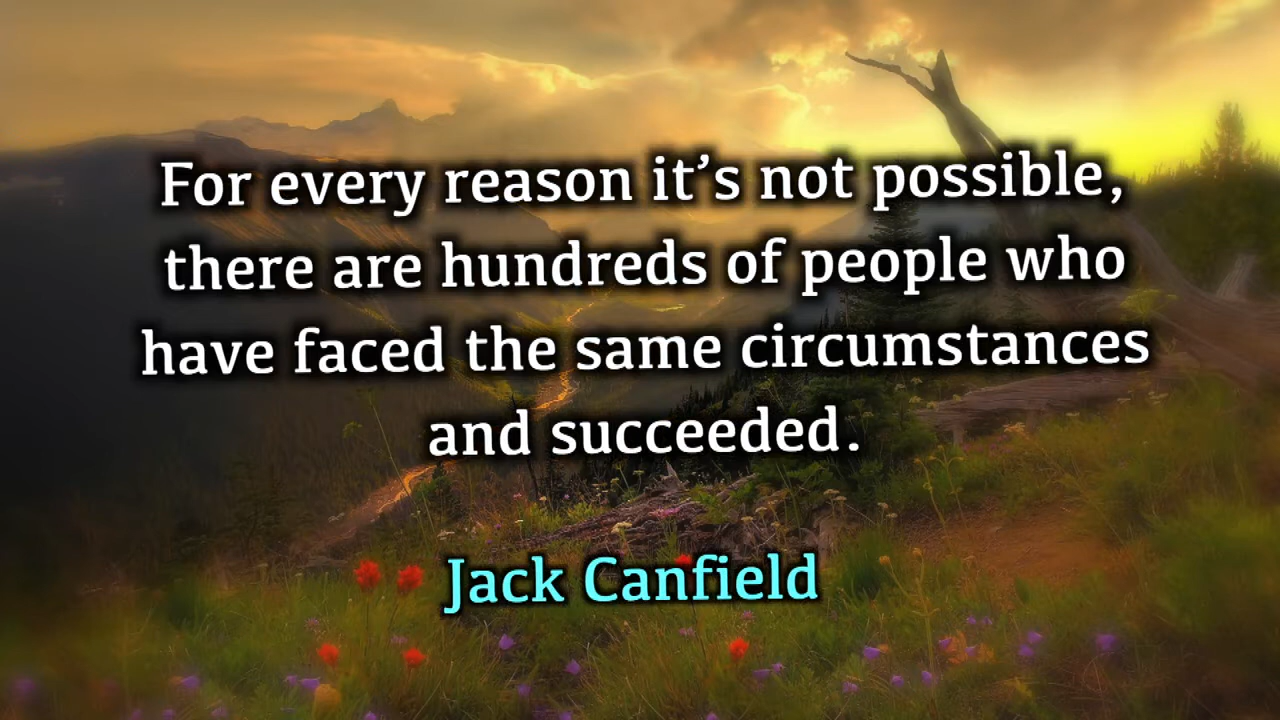 For every reason it’s not possible,
there are hundreds of people who
have faced the same circumstances
and succeeded.
Jack Canfield